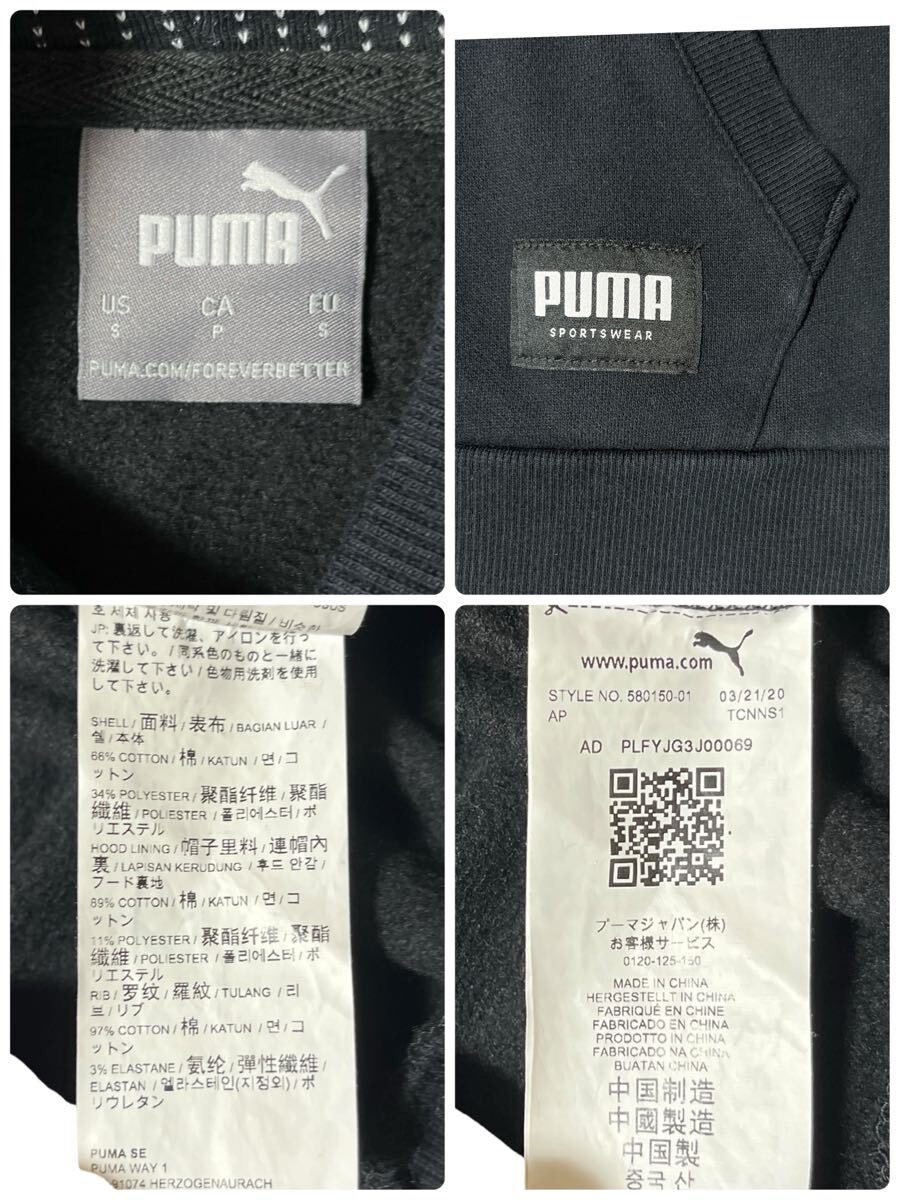 PUMA
US CA EU
S P S
PUMA.COM/FOREVERBETTER
PUMA
SPORTSWEAR
JP: 裏返して洗濯、アイロンを行っ
て下さい。/同系色のものと一緒に
洗濯して下さい/色物用洗剤を使用
して下さい。
SHELL / 面料 / 表布 / BAGIAN LUAR /
쉘 / 本体
66% COTTON / 棉 / KATUN / 면 / コ
ットン
34% POLYESTER / 聚酯纤维 / 聚酯
纖維 / POLIESTER / 폴리에스터 / ポ
リエステル
HOOD LINING / 帽子里料 / 連帽內
裏 / LAPISAN KERUDUNG / 후드 안감 /
フード裏地
89% COTTON / 棉 / KATUN / 면 / コ
ットン
11% POLYESTER / 聚酯纤维 / 聚酯
纖維 / POLIESTER / 폴리에스터 / ポ
リエステル
RIB / 罗纹 / 羅紋 / TULANG / 리
브 / リブ
97% COTTON / 棉 / KATUN / 면 / コ
ットン
3% ELASTANE / 氨纶 / 彈性纖維 /
ELASTAN / 엘라스테인(지정외) / ポ
リウレタン
PUMA SE
PUMA WAY 1
91074 HERZOGENAURACH
www.puma.com
STYLE NO. 580150-01 03/21/20
AP TCNNS1
AD PLFYJG3J00069
プーマジャパン(株)
お客様サービス
0120-125-150
MADE IN CHINA
HERGESTELLT IN CHINA
FABRIQUÉ EN CHINE
FABRICADO EN CHINA
PRODOTTO IN CHINA
FABRICADO NA CHINA
BUATAN CHINA
中国制造
中國製造
中国製
중국산